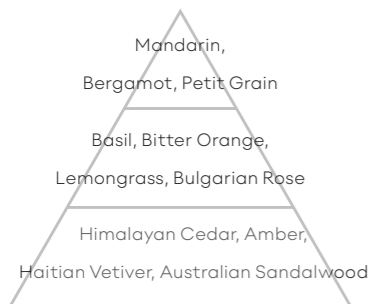 Mandarin,
Bergamot, Petit Grain
Basil, Bitter Orange,
Lemongrass, Bulgarian Rose
Himalayan Cedar, Amber,
Haitian Vetiver, Australian Sandalwood